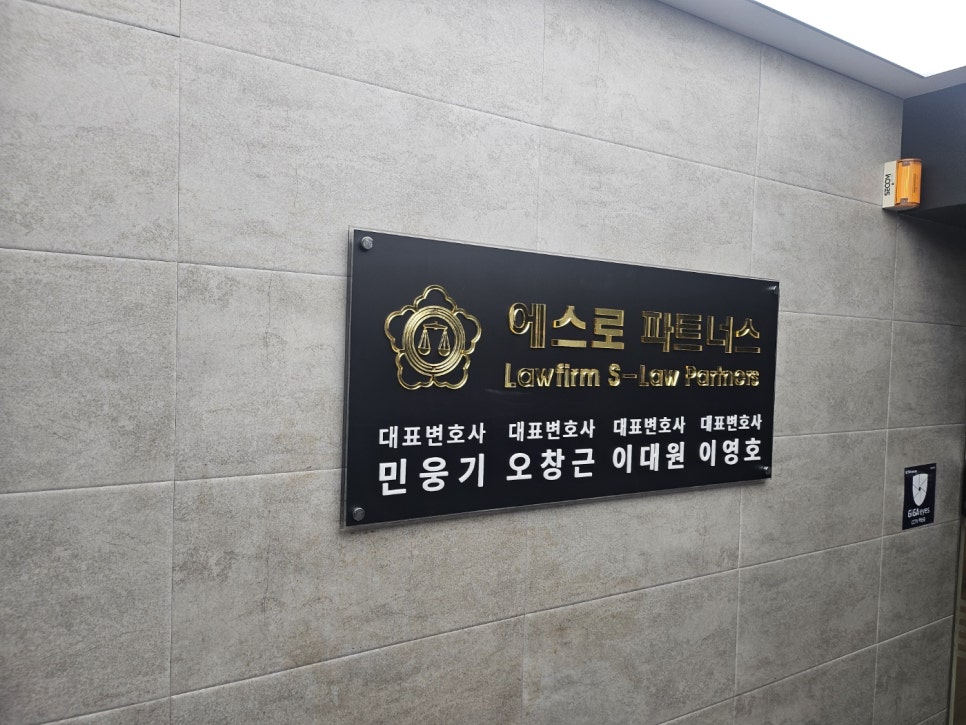 에스로 파트너스
Lawfirm S-Law Partners
대표변호사 대표변호사 대표변호사 대표변호사
민웅기 오창근 이대원 이영호
GiGAeyes